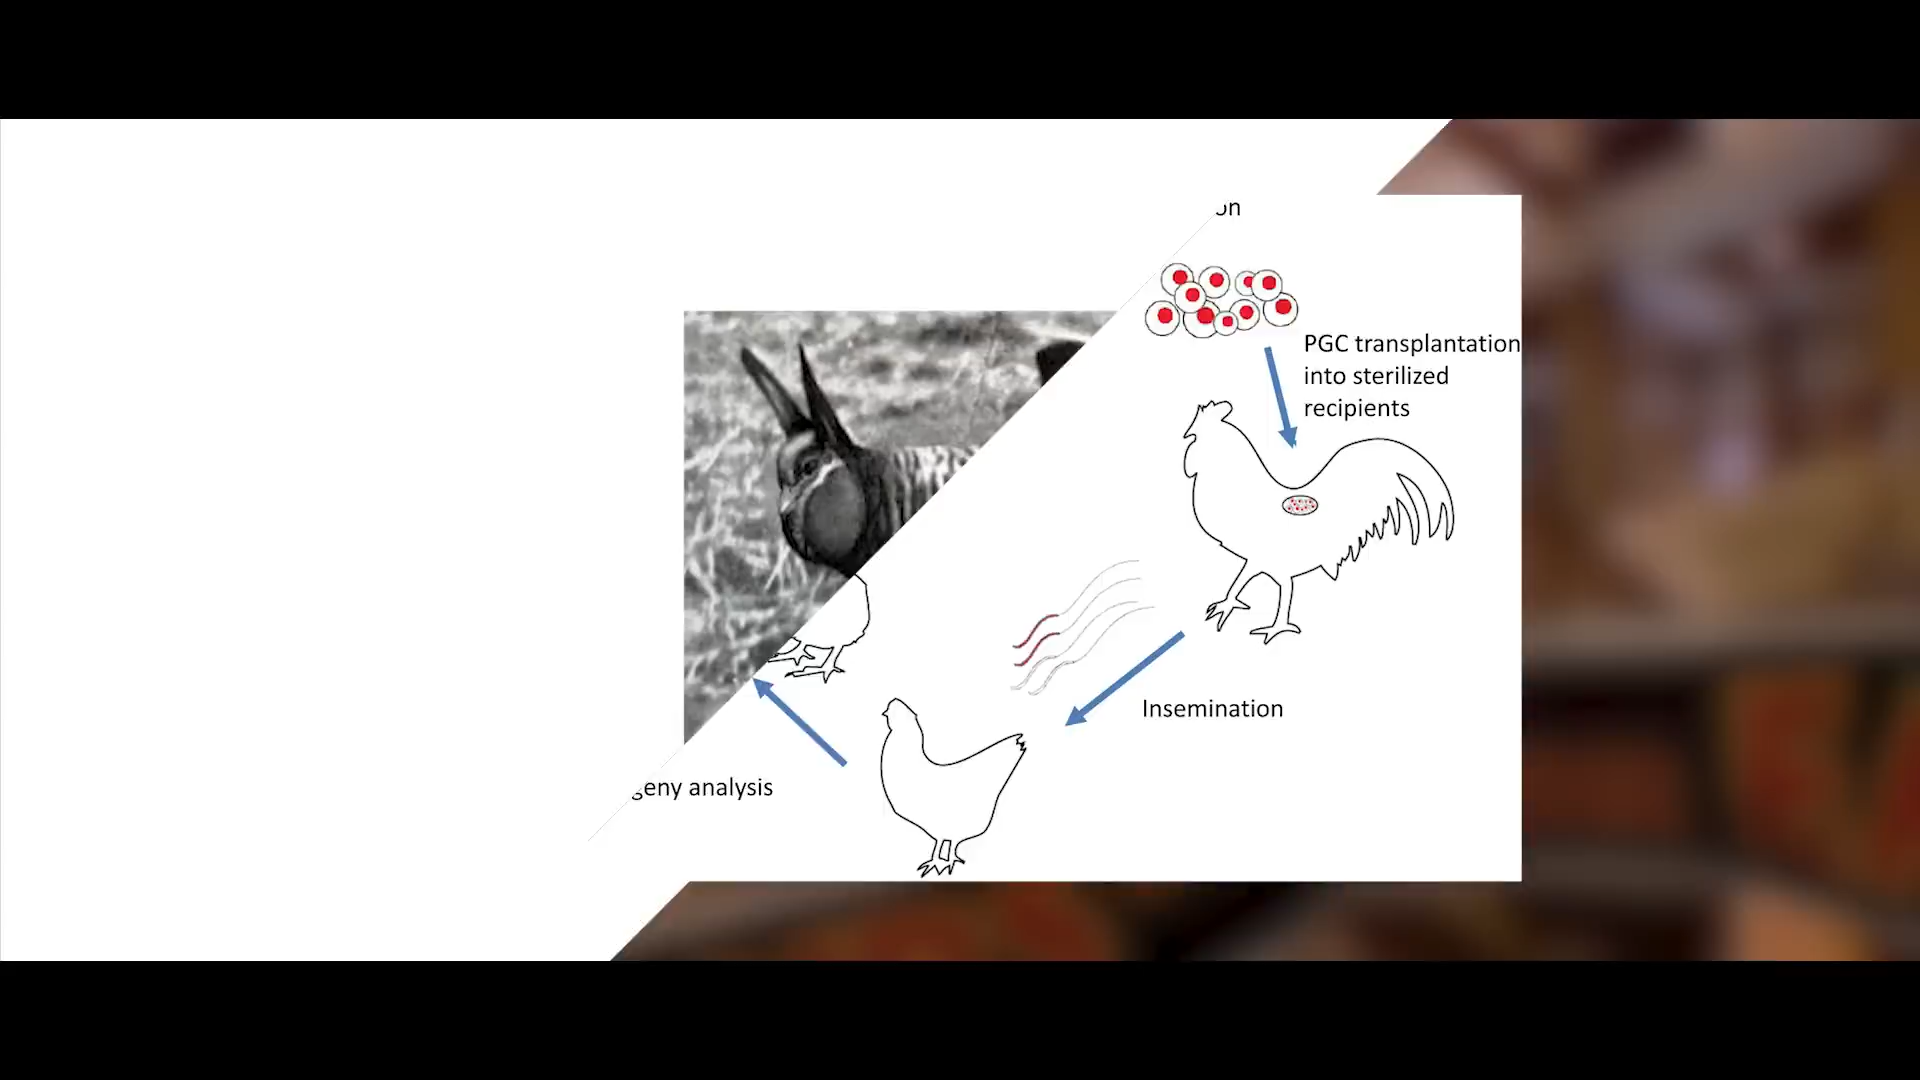 on
PGC transplantation
into sterilized
recipients
Insemination
geny analysis